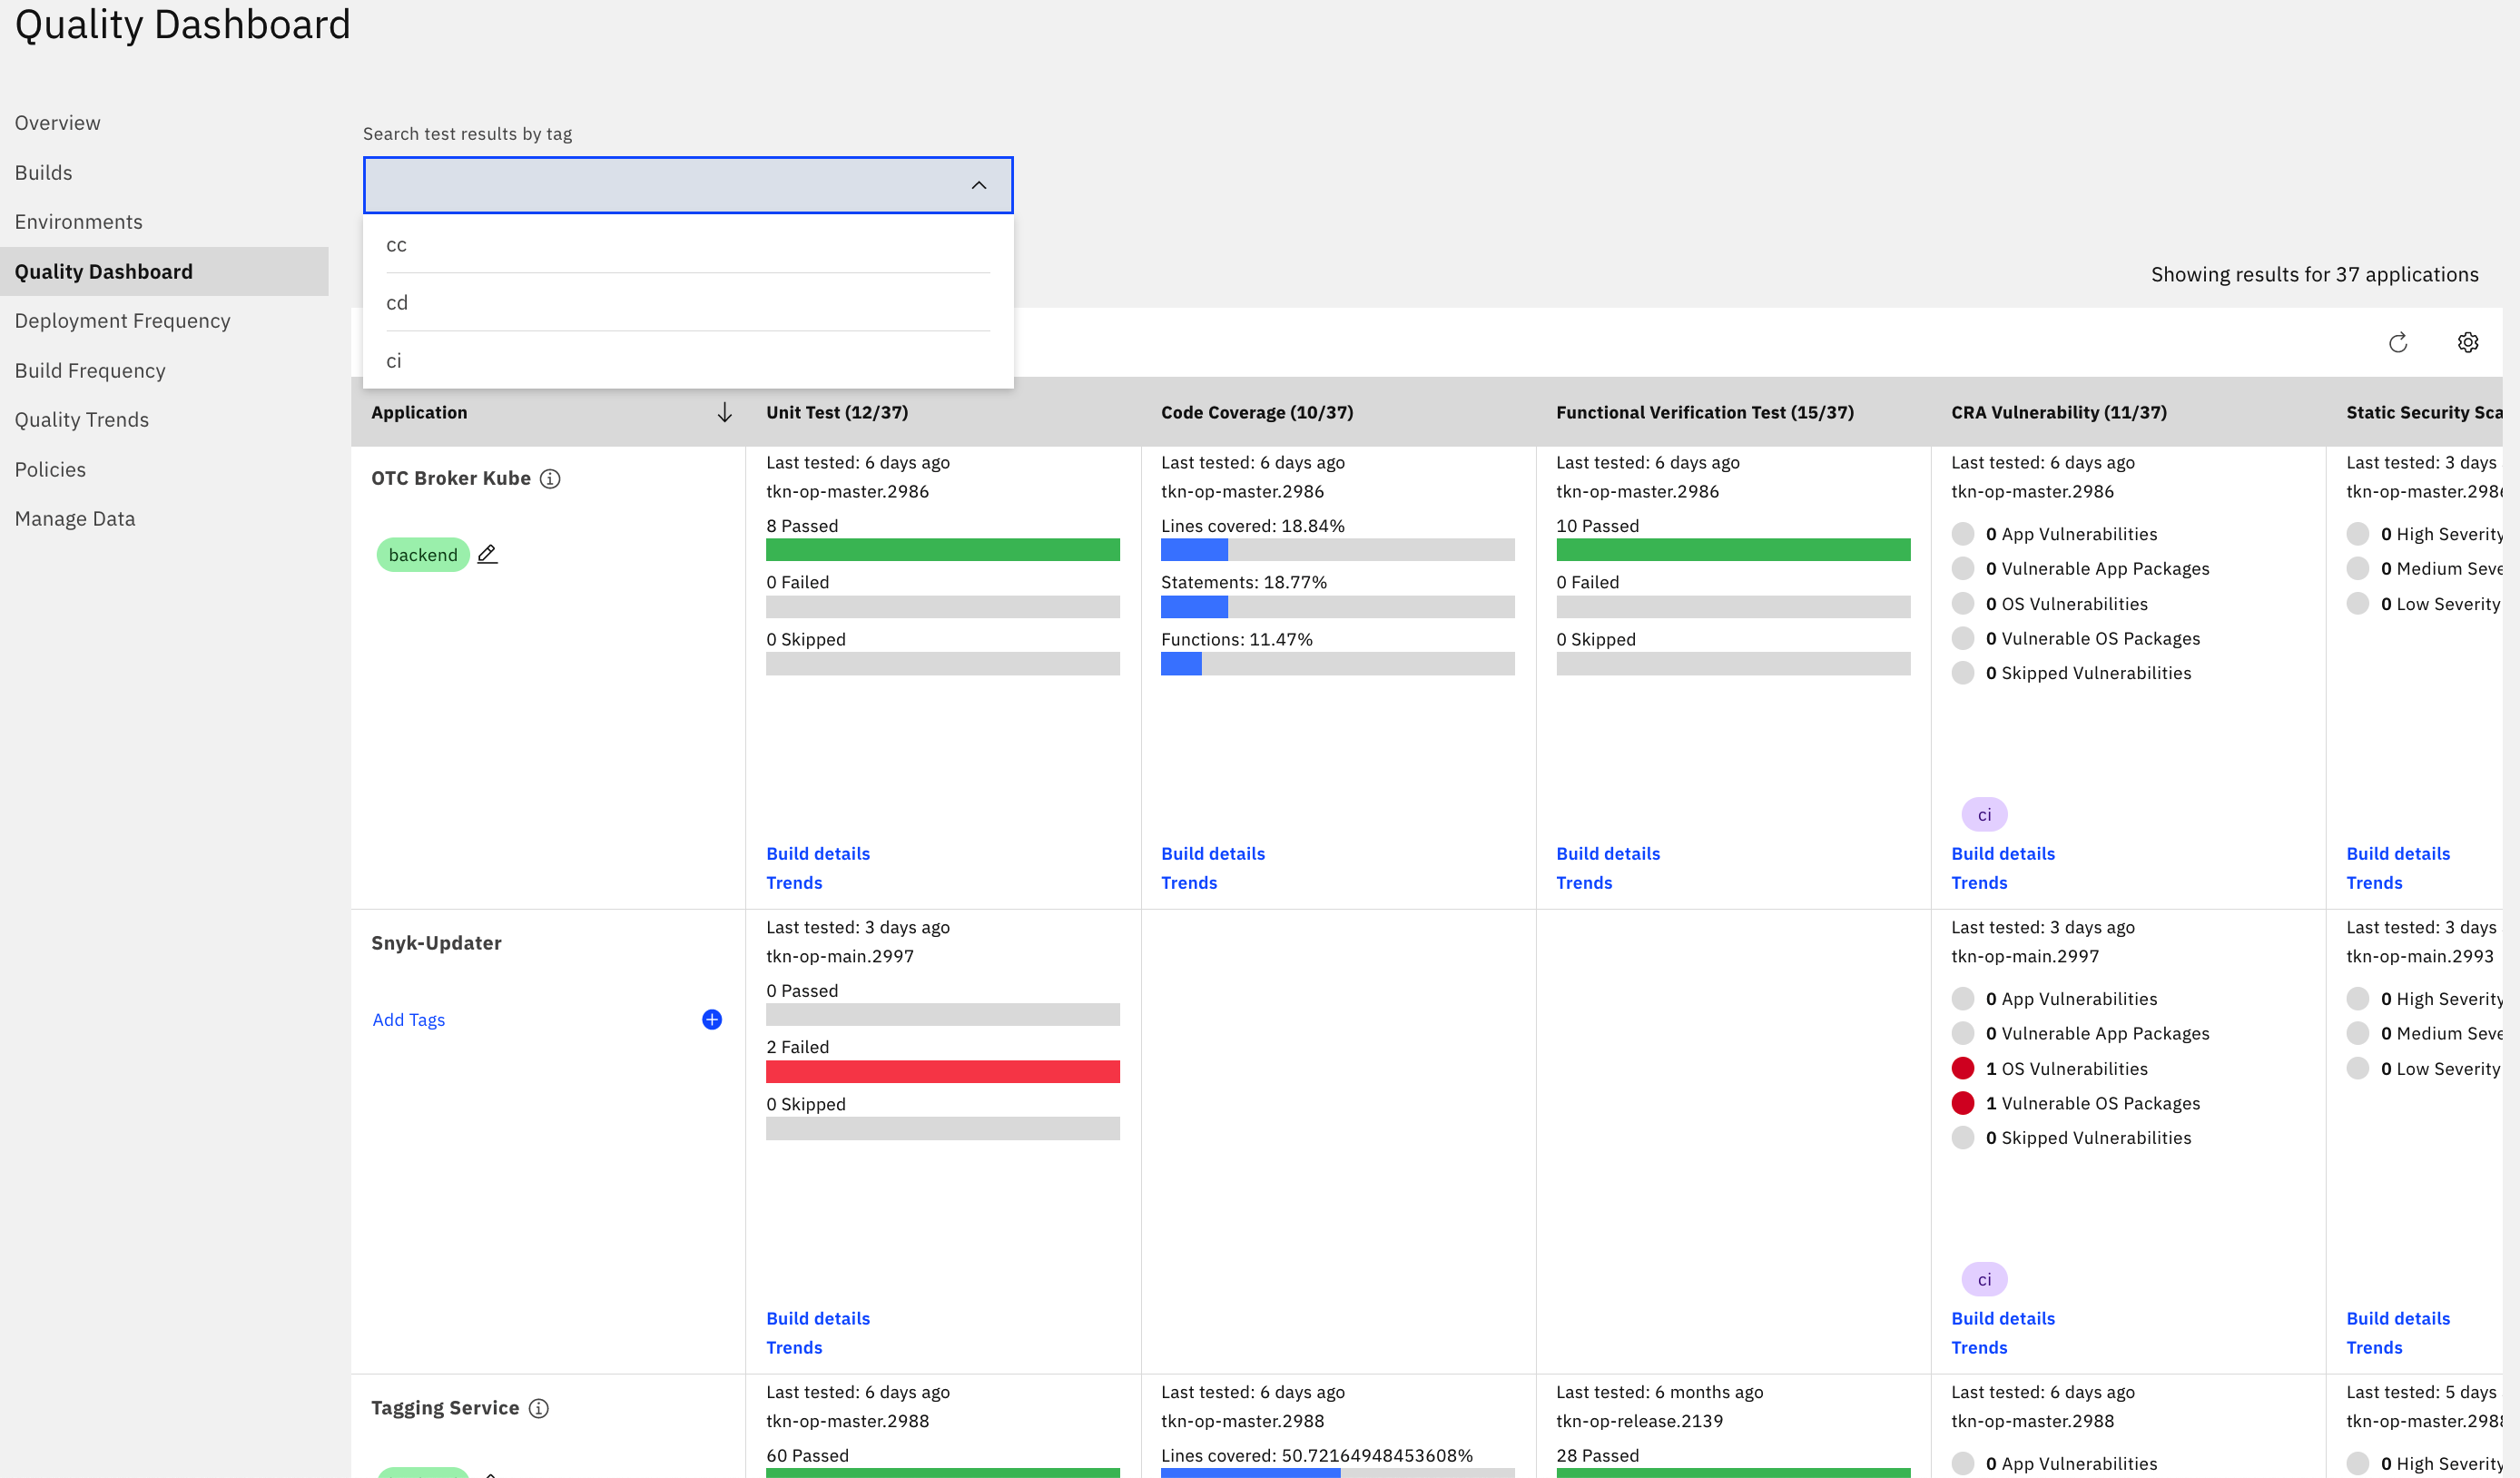 Quality Dashboard
Overview
Builds
Environments
Quality Dashboard
Deployment Frequency
Build Frequency
Quality Trends
Policies
Manage Data
Search test results by tag
cc
cd
ci
Showing results for 37 applications
Application
Unit Test (12/37)
Code Coverage (10/37)
Functional Verification Test (15/37)
CRA Vulnerability (11/37)
Static Security Sca
OTC Broker Kube
backend
Last tested: 6 days ago
tkn-op-master.2986
8 Passed
0 Failed
0 Skipped
Build details
Trends
Last tested: 6 days ago
tkn-op-master.2986
Lines covered: 18.84%
Statements: 18.77%
Functions: 11.47%
Build details
Trends
Last tested: 6 days ago
tkn-op-master.2986
10 Passed
0 Failed
0 Skipped
Build details
Trends
Last tested: 6 days ago
tkn-op-master.2986
0 App Vulnerabilities
0 Vulnerable App Packages
0 OS Vulnerabilities
0 Vulnerable OS Packages
0 Skipped Vulnerabilities
ci
Build details
Trends
Last tested: 3 days
tkn-op-master.298
0 High Severity
0 Medium Seve
0 Low Severity
Build details
Trends
Snyk-Updater
Add Tags
Last tested: 3 days ago
tkn-op-main.2997
0 Passed
2 Failed
0 Skipped
Build details
Trends
Last tested: 3 days ago
tkn-op-main.2997
0 App Vulnerabilities
0 Vulnerable App Packages
1 OS Vulnerabilities
1 Vulnerable OS Packages
0 Skipped Vulnerabilities
ci
Build details
Trends
Last tested: 3 days
tkn-op-main.2993
0 High Severity
0 Medium Seve
0 Low Severity
Build details
Trends
Tagging Service
Last tested: 6 days ago
tkn-op-master.2988
60 Passed
Last tested: 6 days ago
tkn-op-master.2988
Lines covered: 50.72164948453608%
Last tested: 6 months ago
tkn-op-release.2139
28 Passed
Last tested: 6 days ago
tkn-op-master.2988
0 App Vulnerabilities
Last tested: 5 days
tkn-op-master.298
0 High Severity